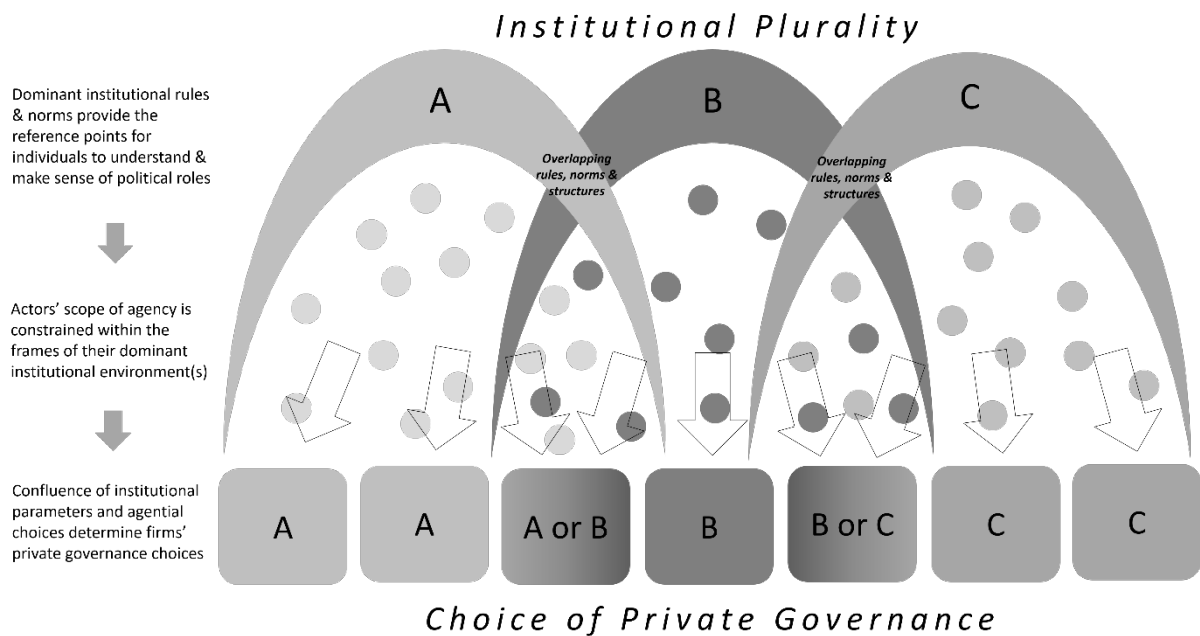 Institutional Plurality
Dominant institutional rules
& norms provide the
reference points for
individuals to understand &
make sense of political roles
A
B
C
Overlapping
rules, norms &
structures
Overlapping
rules, norms &
structures
Actors’ scope of agency is
constrained within the
frames of their dominant
institutional environment(s)
Confluence of institutional
parameters and agential
choices determine firms’
private governance choices
A
A
A or B
B
B or C
C
C
Choice of Private Governance